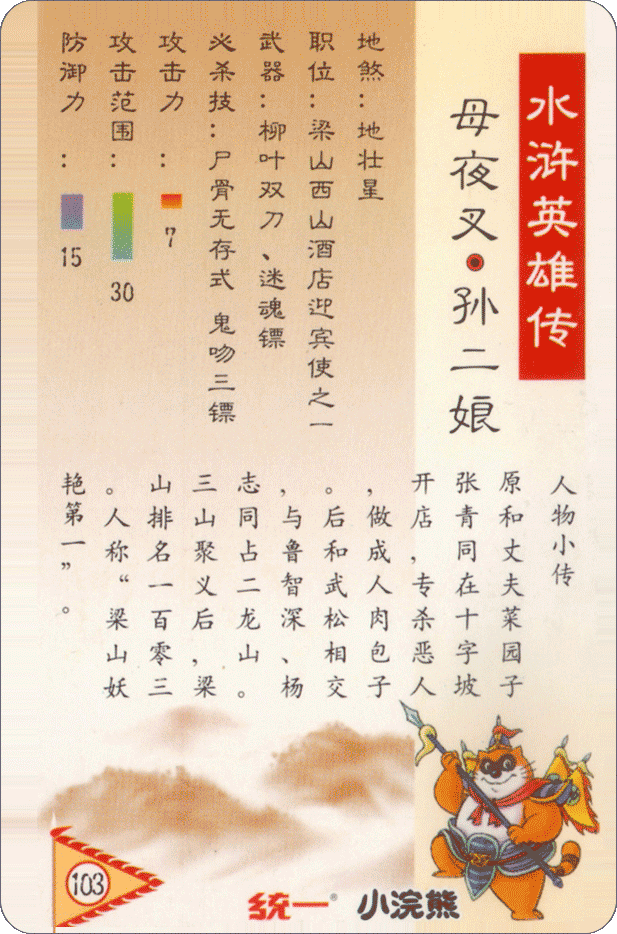 水浒英雄传
母夜叉·孙二娘
地煞：地壮星
职位：梁山西山酒店迎宾使之一
武器：柳叶双刀、迷魂镖
必杀技：尸骨无存式 鬼吻三镖
攻击力：7
攻击范围：30
防御力：15
人物小传
原和丈夫菜园子
张青同在十字坡
开店，专杀恶人
，做成人肉包子
。后和武松相交
，与鲁智深、杨
志同占二龙山。
三山聚义后，梁
山排名一百零三
。人称“梁山妖
艳第一”。
103
统一® 小浣熊